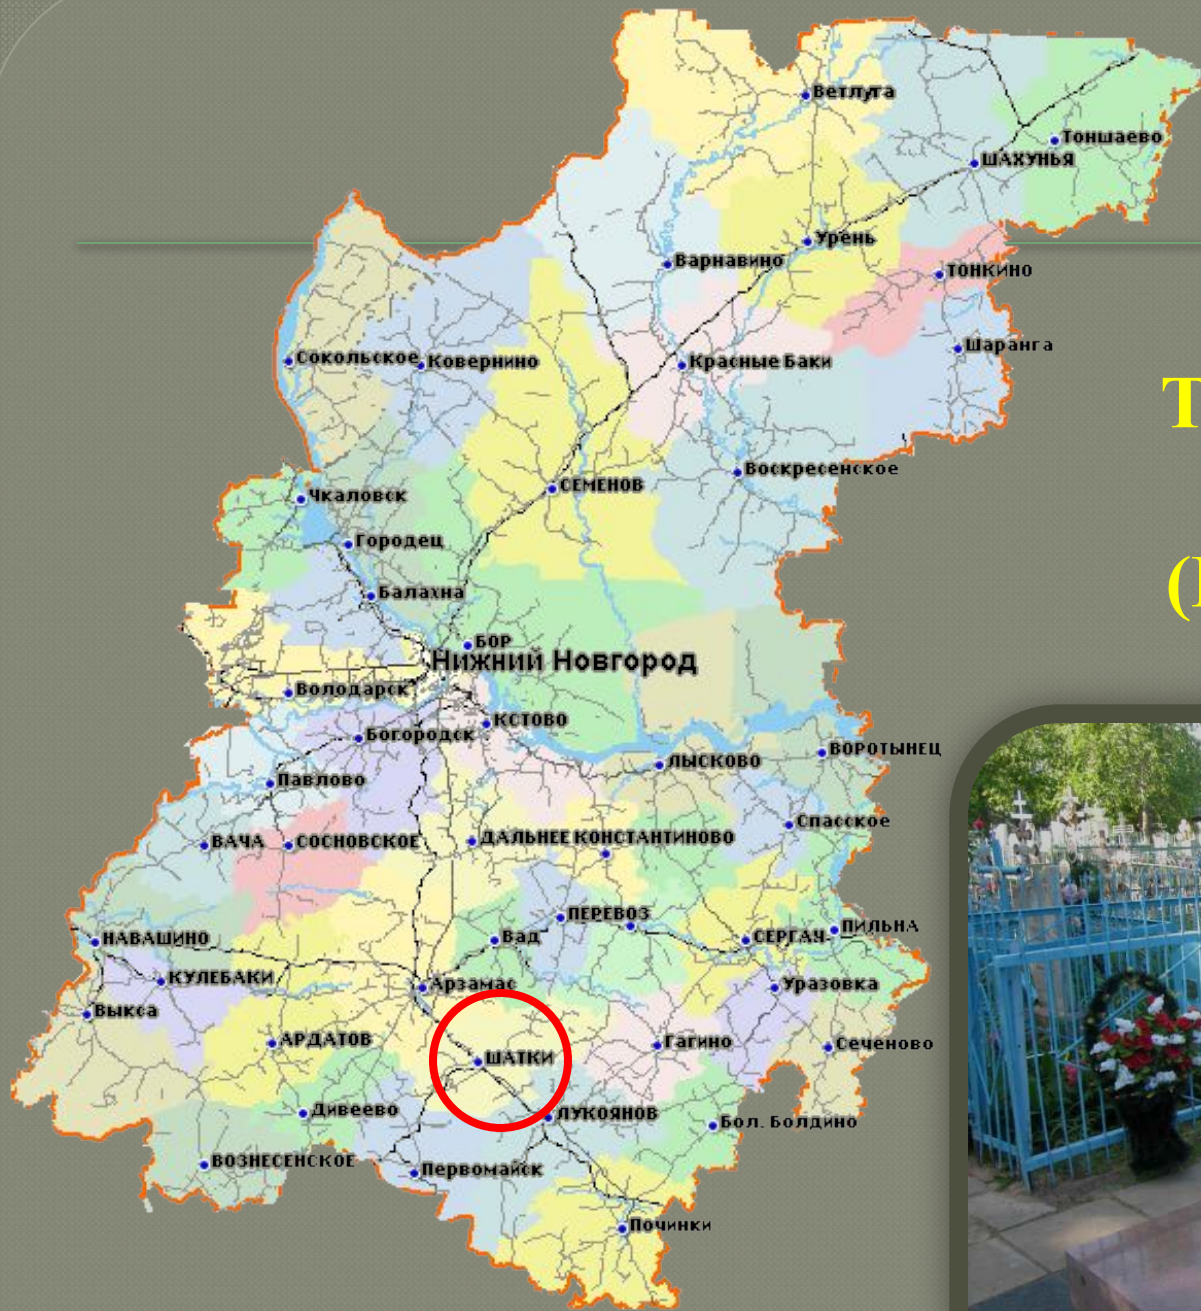 Ветлуга
Тоншаево
ШАХУНЬЯ
Урень
Варнавино
ТОНКИНО
Шаранга
Сокольское
Ковернино
Красные Баки
Т
Воскресенское
СЕМЕНОВ
Чкаловск
Городец
Балахна
(
БОР
Нижний Новгород
Володарск
КСТОВО
Богородск
ВОРОТЫНЕЦ
ЛЫСКОВО
Павлово
Спасское
ВАЧА
СОСНОВСКОЕ
ДАЛЬНЕЕ КОНСТАНТИНОВО
ПЕРЕВОЗ
НАВАШИНО
Вад
СЕРГАЧ
ПИЛЬНА
КУЛЕБАКИ
Арзамас
Уразовка
Выкса
АРДАТОВ
Гагино
Сеченово
ШАТКИ
Дивеево
ЛУКОЯНОВ
Бол. Болдино
ВОЗНЕСЕНСКОЕ
Первомайск
Починки